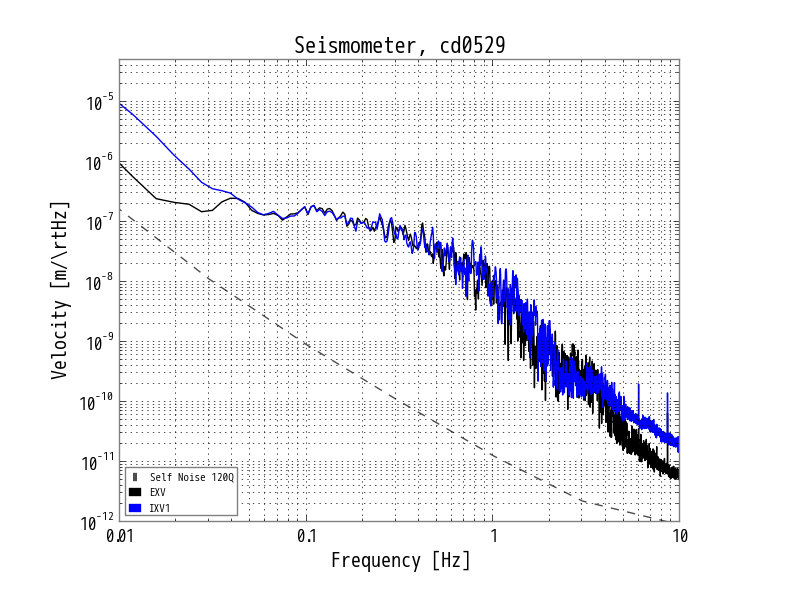 Seismometer, cd0529
Velocity [m/\rtHz]
10^-5
10^-6
10^-7
10^-8
10^-9
10^-10
10^-11
10^-12
Self Noise 120Q
EXV
IXV1
0.01 0.1 1 10
Frequency [Hz]